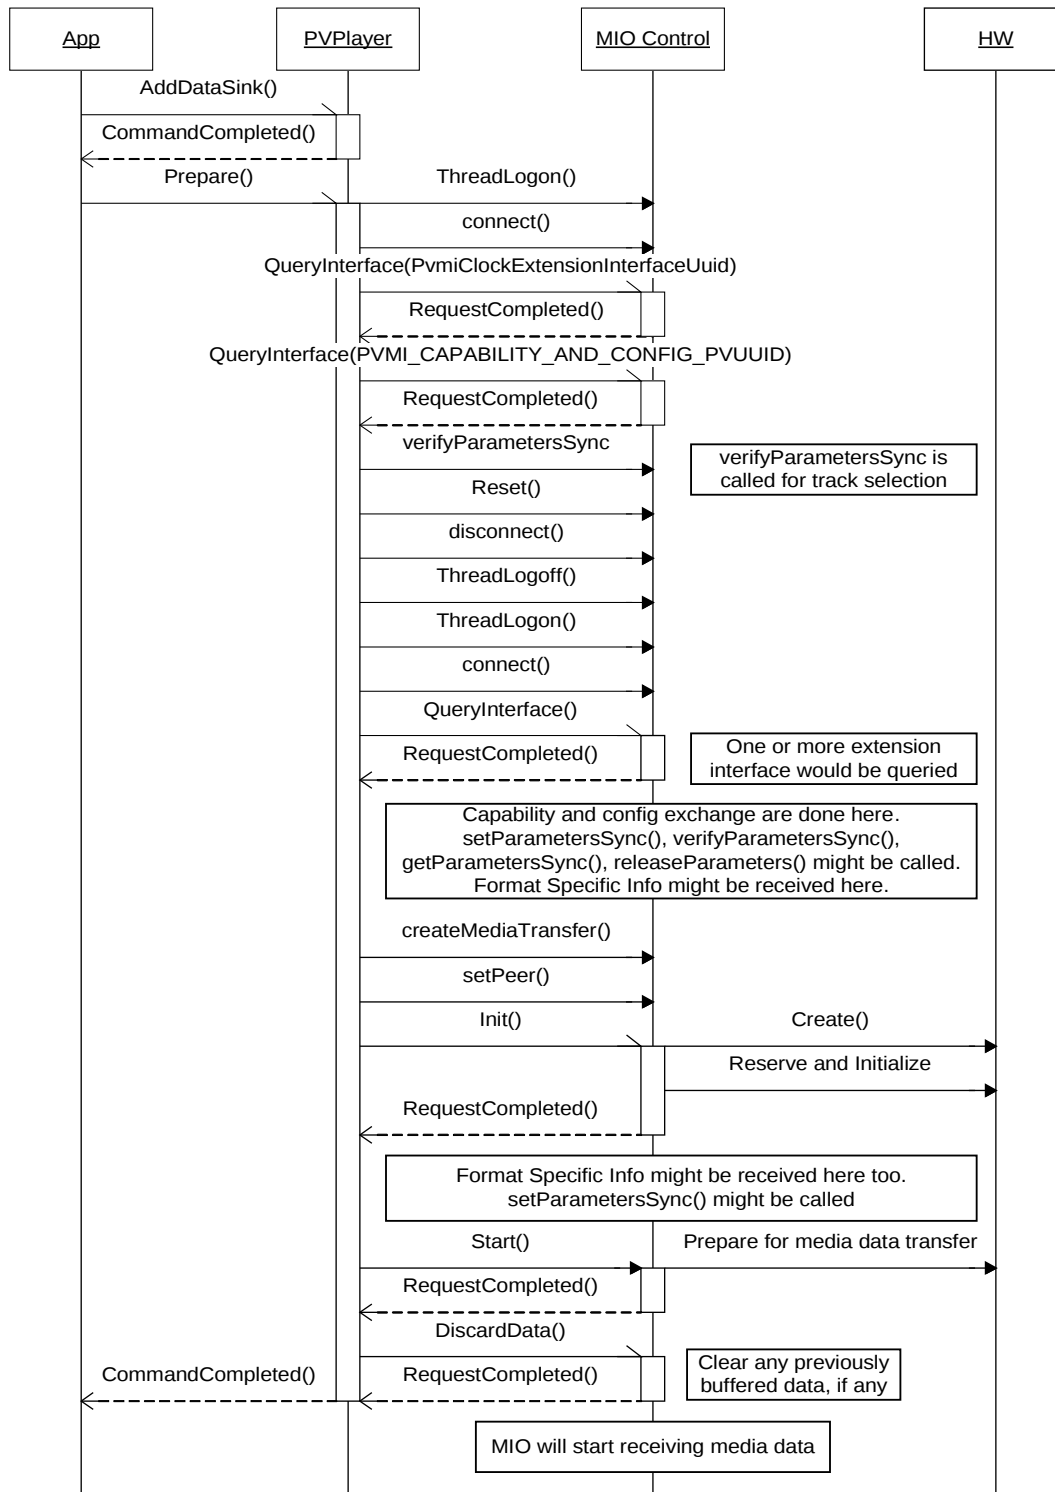 App
PVPlayer
MIO Control
HW
AddDataSink()
CommandCompleted()
Prepare()
ThreadLogon()
connect()
QueryInterface(PvmiClockExtensionInterfaceUuid)
RequestCompleted()
QueryInterface(PVMI_CAPABILITY_AND_CONFIG_PVUUID)
RequestCompleted()
verifyParametersSync
verifyParametersSync is
called for track selection
Reset()
disconnect()
ThreadLogoff()
ThreadLogon()
connect()
QueryInterface()
RequestCompleted()
One or more extension
interface would be queried
Capability and config exchange are done here.
setParametersSync(), verifyParametersSync(),
getParametersSync(), releaseParameters() might be called.
Format Specific Info might be received here.
createMediaTransfer()
setPeer()
Init()
Create()
Reserve and Initialize
RequestCompleted()
Format Specific Info might be received here too.
setParametersSync() might be called
Start()
Prepare for media data transfer
RequestCompleted()
DiscardData()
CommandCompleted()
RequestCompleted()
Clear any previously
buffered data, if any
MIO will start receiving media data